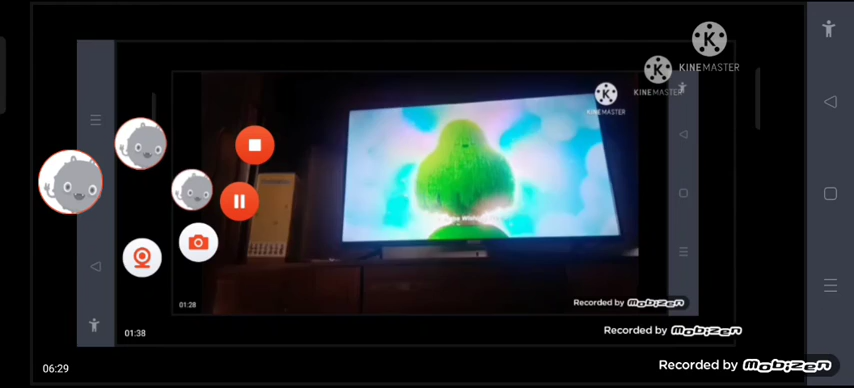 KINEMASTER
KINEMASTER
KINEMASTER
01:28
Recorded by mobizen
01:38
Recorded by mobizen
06:29
Recorded by mobizen